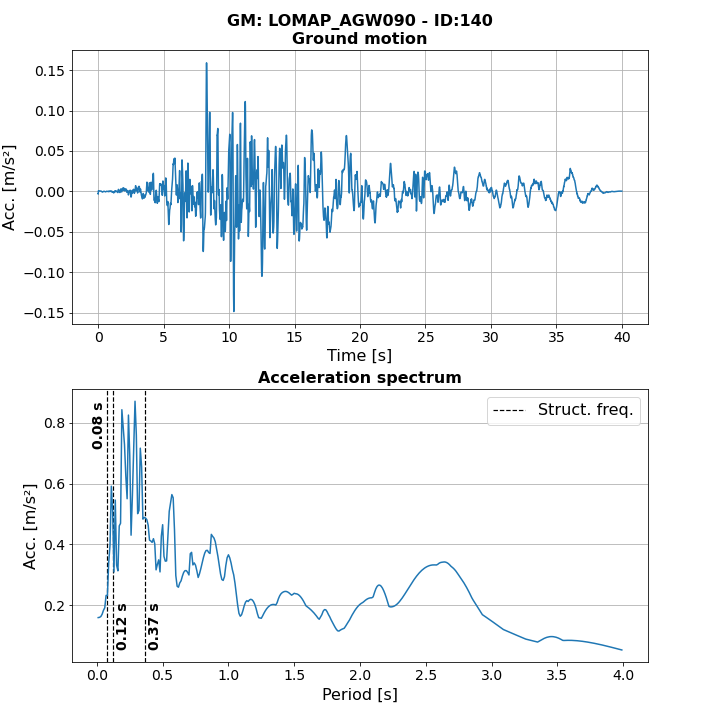 GM: LOMAP_AGW090 - ID:140
Ground motion
0.15
0.10
0.05
0.00
−0.05
−0.10
−0.15
Acc. [m/s²]
0 5 10 15 20 25 30 35 40
Time [s]
Acceleration spectrum
0.8
0.6
0.4
0.2
Acc. [m/s²]
0.08 s
0.12 s
0.37 s
Struct. freq.
0.0 0.5 1.0 1.5 2.0 2.5 3.0 3.5 4.0
Period [s]